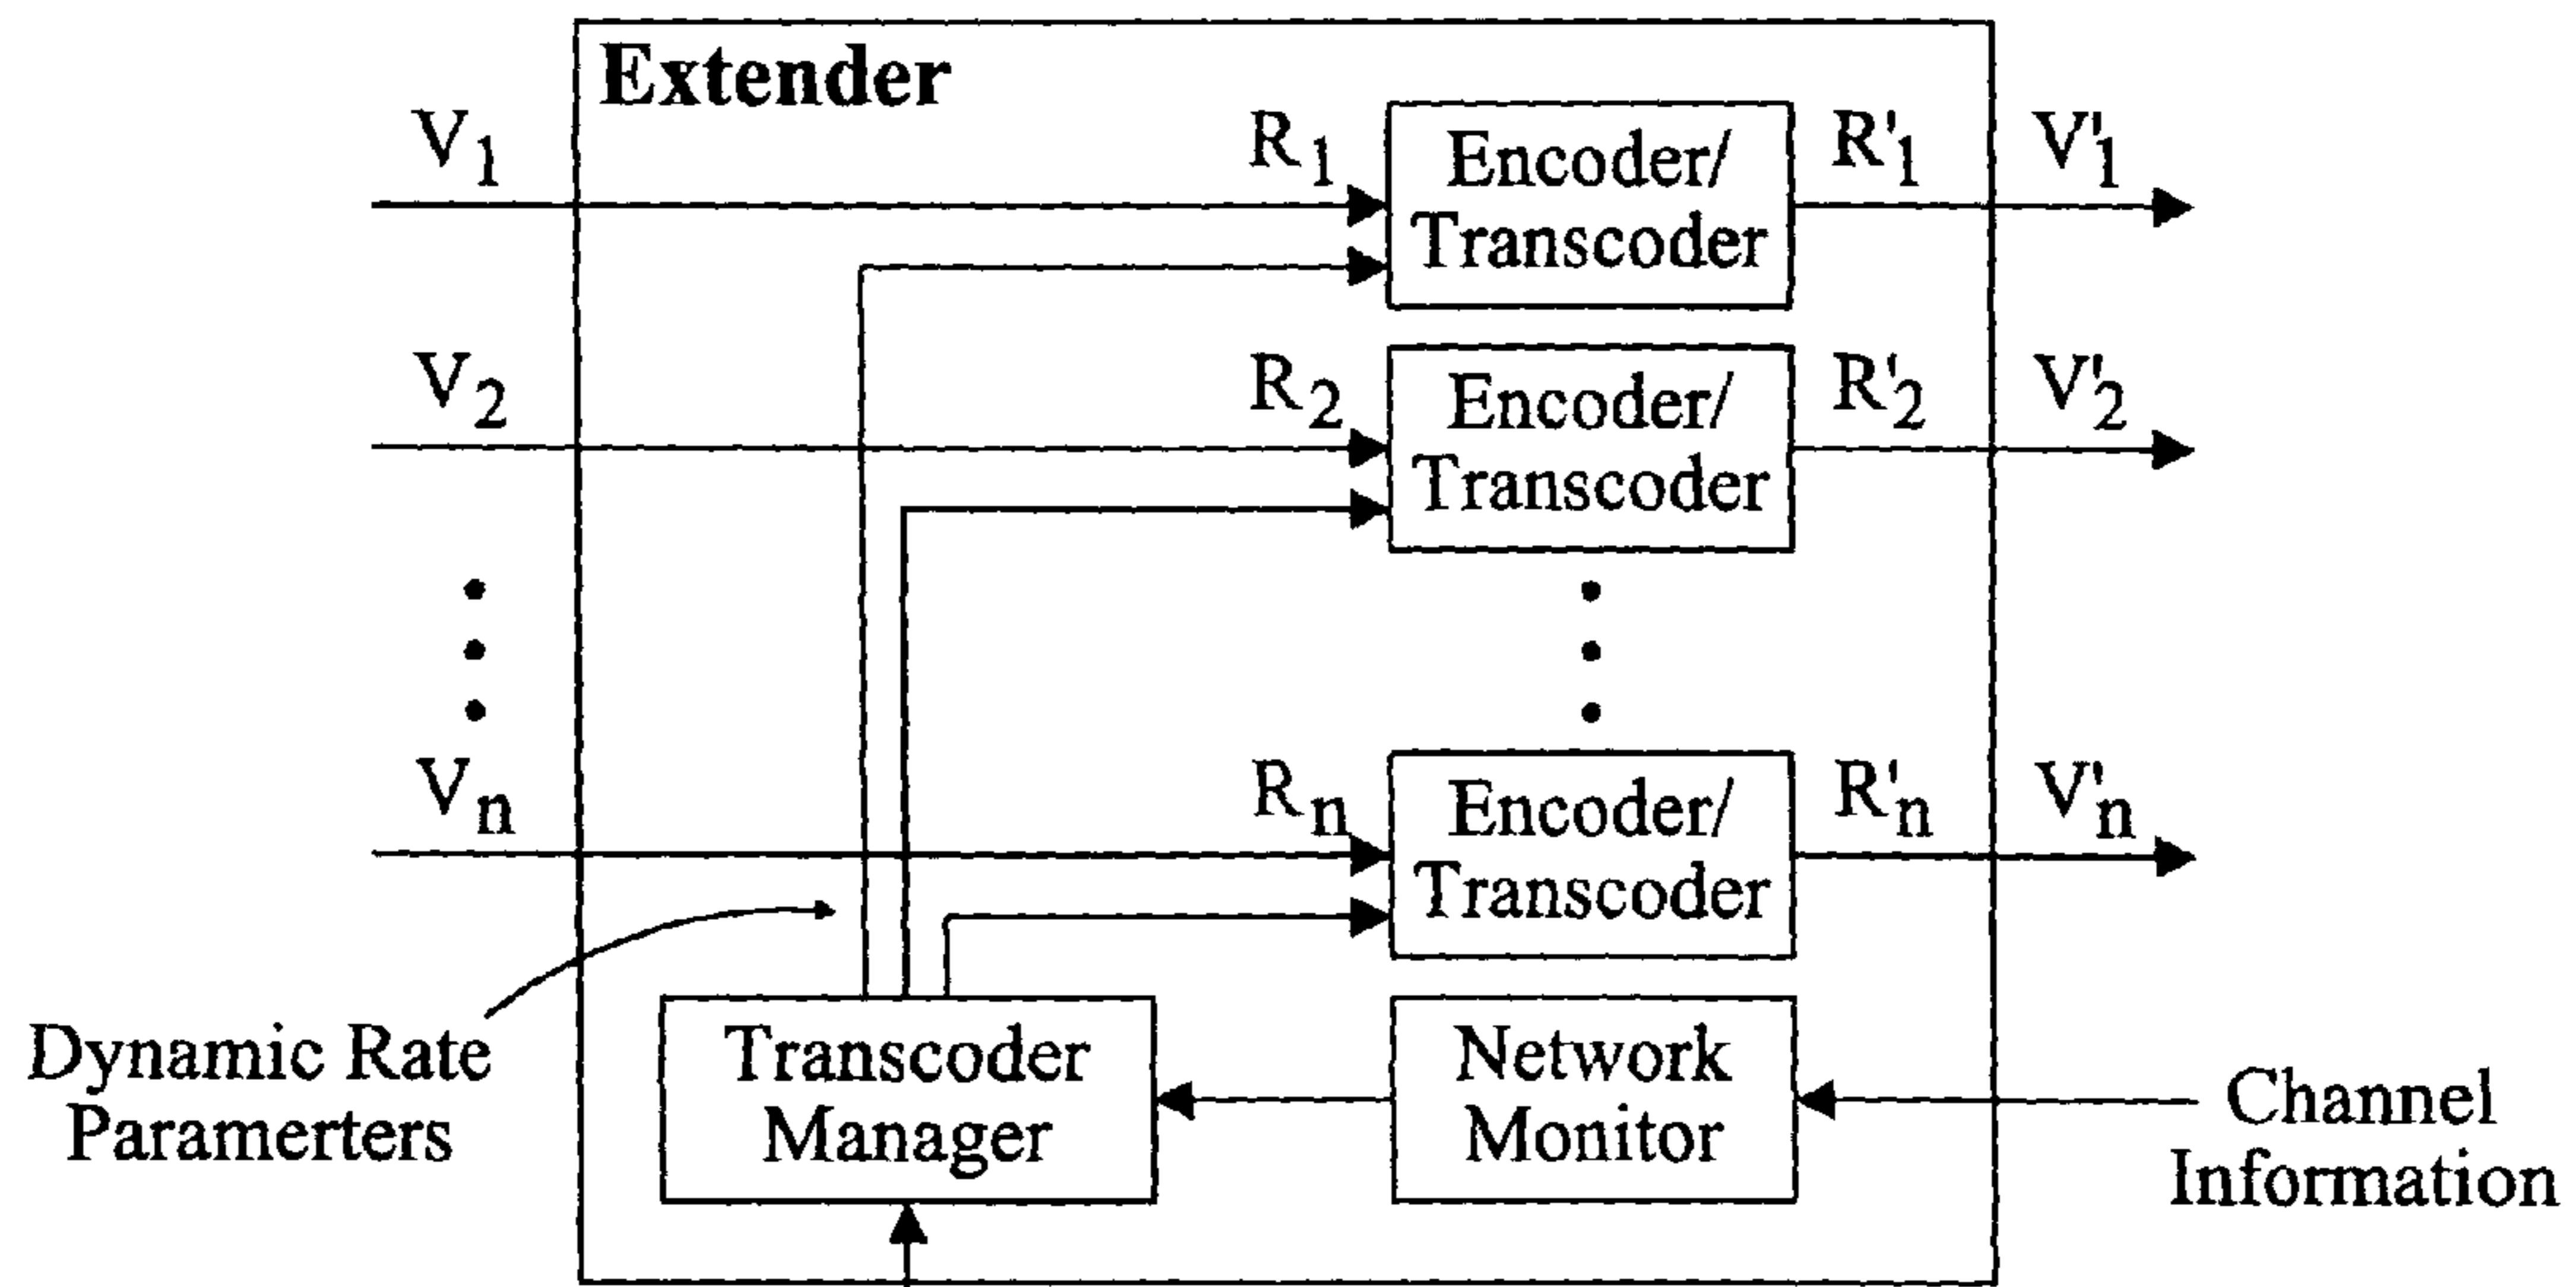 Extender
V1
R1
Encoder/
Transcoder
R'1
V'1
V2
R2
Encoder/
Transcoder
R'2
V'2
Vn
Rn
Encoder/
Transcoder
R'n
V'n
Dynamic Rate
Paramerters
Transcoder
Manager
Network
Monitor
Channel
Information